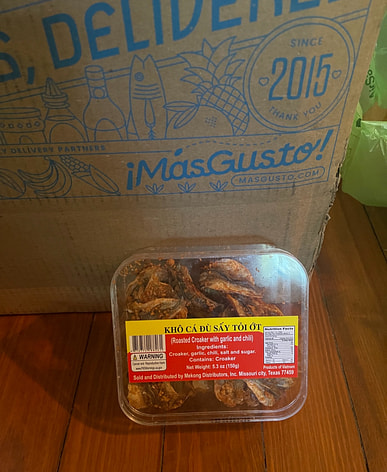 S, DELIVERE
SINCE
2015
THANK YOU
DELIVERY PARTNERS
¡MásGusto!
MASGUSTO.COM
KHÔ CÁ ĐÙ SẤY TỎI ỚT
(Roasted Croaker with garlic and chili)
Ingredients:
Croaker, garlic, chili, salt and sugar.
Contains: Croaker
Net Weight: 5.3 oz (150g)
WARNING
Nutrition Facts
Products of Vietnam
Sold and Distributed by Mekong Distributors, Inc. Missouri city, Texas 77459